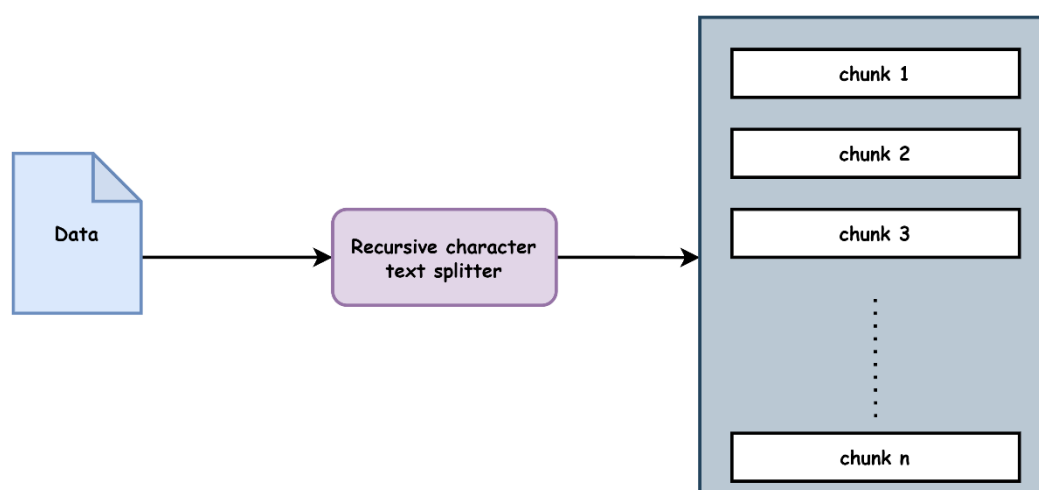 Data
Recursive character
text splitter
chunk 1
chunk 2
chunk 3
chunk n